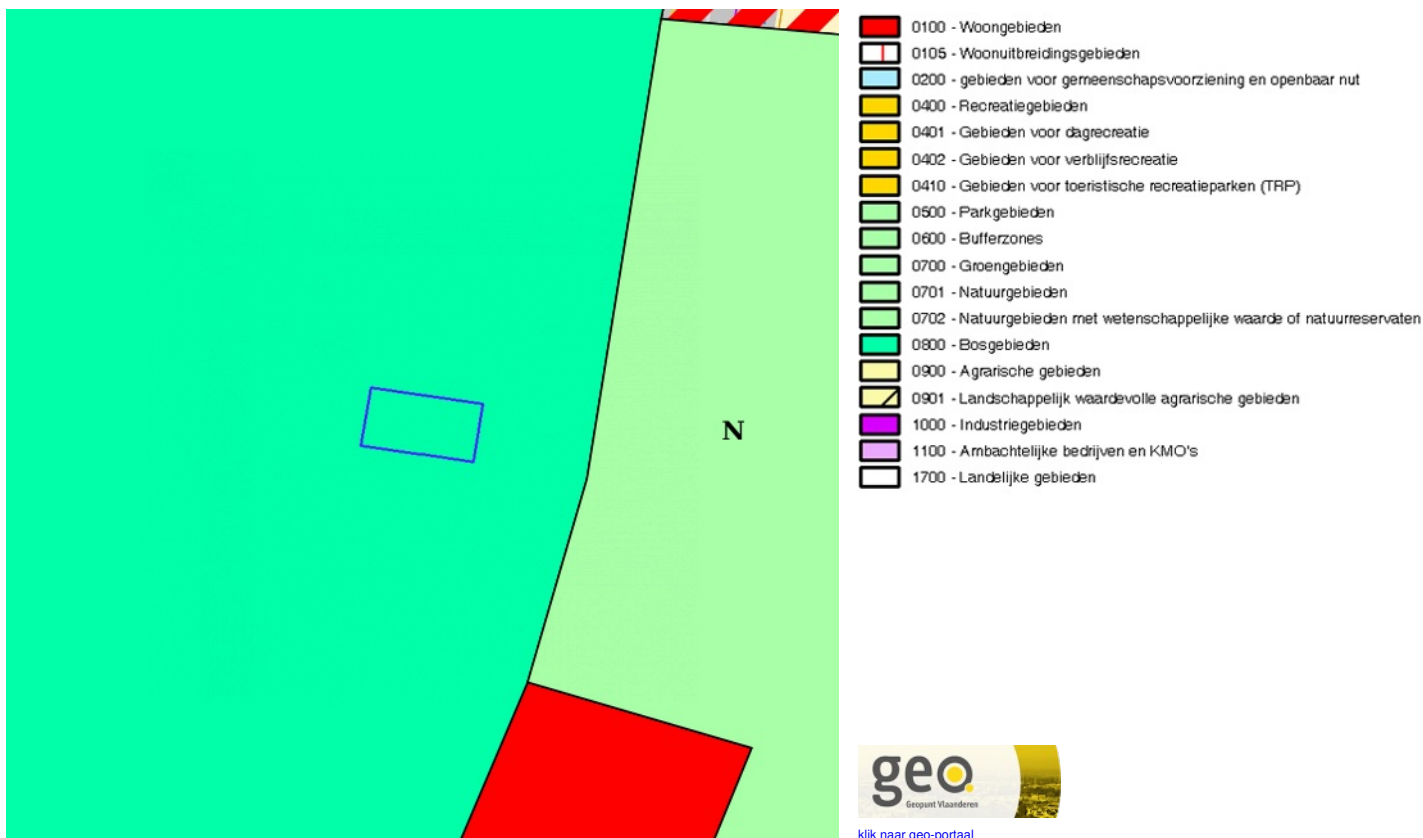 N
0100 - Woongebieden
0105 - Woonuitbreidingsgebieden
0200 - gebieden voor gemeenschapsvoorziening en openbaar nut
0400 - Recreatiegebieden
0401 - Gebieden voor dagrecreatie
0402 - Gebieden voor verblijfsrecreatie
0410 - Gebieden voor toeristische recreatieparken (TRP)
0500 - Parkgebieden
0600 - Bufferzones
0700 - Groengebieden
0701 - Natuurgebieden
0702 - Natuurgebieden met wetenschappelijke waarde of natuurreservaten
0800 - Bosgebieden
0900 - Agrarische gebieden
0901 - Landschappelijk waardevolle agrarische gebieden
1000 - Industriegebieden
1100 - Ambachtelijke bedrijven en KMO's
1700 - Landelijke gebieden
geo
Geopunt Vlaanderen
klik naar geo-portaal